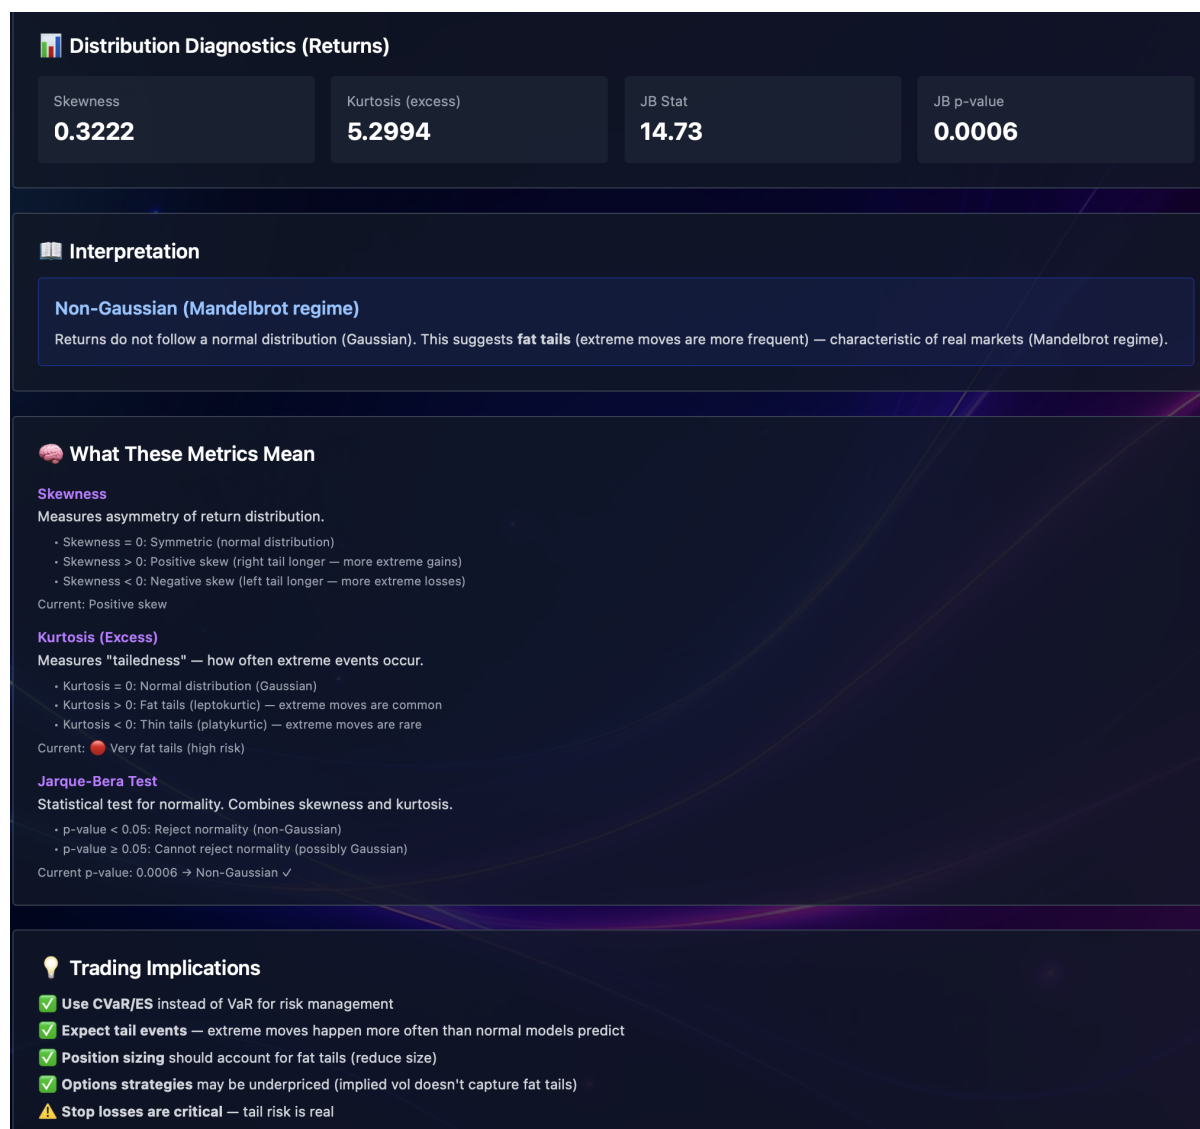 📊 Distribution Diagnostics (Returns)
Skewness
0.3222
Kurtosis (excess)
5.2994
JB Stat
14.73
JB p-value
0.0006
📖 Interpretation
Non-Gaussian (Mandelbrot regime)
Returns do not follow a normal distribution (Gaussian). This suggests fat tails (extreme moves are more frequent) — characteristic of real markets (Mandelbrot regime).
🧠 What These Metrics Mean
Skewness
Measures asymmetry of return distribution.
• Skewness = 0: Symmetric (normal distribution)
• Skewness > 0: Positive skew (right tail longer — more extreme gains)
• Skewness < 0: Negative skew (left tail longer — more extreme losses)
Current: Positive skew
Kurtosis (Excess)
Measures "tailedness" — how often extreme events occur.
• Kurtosis = 0: Normal distribution (Gaussian)
• Kurtosis > 0: Fat tails (leptokurtic) — extreme moves are common
• Kurtosis < 0: Thin tails (platykurtic) — extreme moves are rare
Current: 🔴 Very fat tails (high risk)
Jarque-Bera Test
Statistical test for normality. Combines skewness and kurtosis.
• p-value < 0.05: Reject normality (non-Gaussian)
• p-value ≥ 0.05: Cannot reject normality (possibly Gaussian)
Current p-value: 0.0006 → Non-Gaussian ✓
💡 Trading Implications
✅ Use CVaR/ES instead of VaR for risk management
✅ Expect tail events — extreme moves happen more often than normal models predict
✅ Position sizing should account for fat tails (reduce size)
✅ Options strategies may be underpriced (implied vol doesn't capture fat tails)
⚠️ Stop losses are critical — tail risk is real